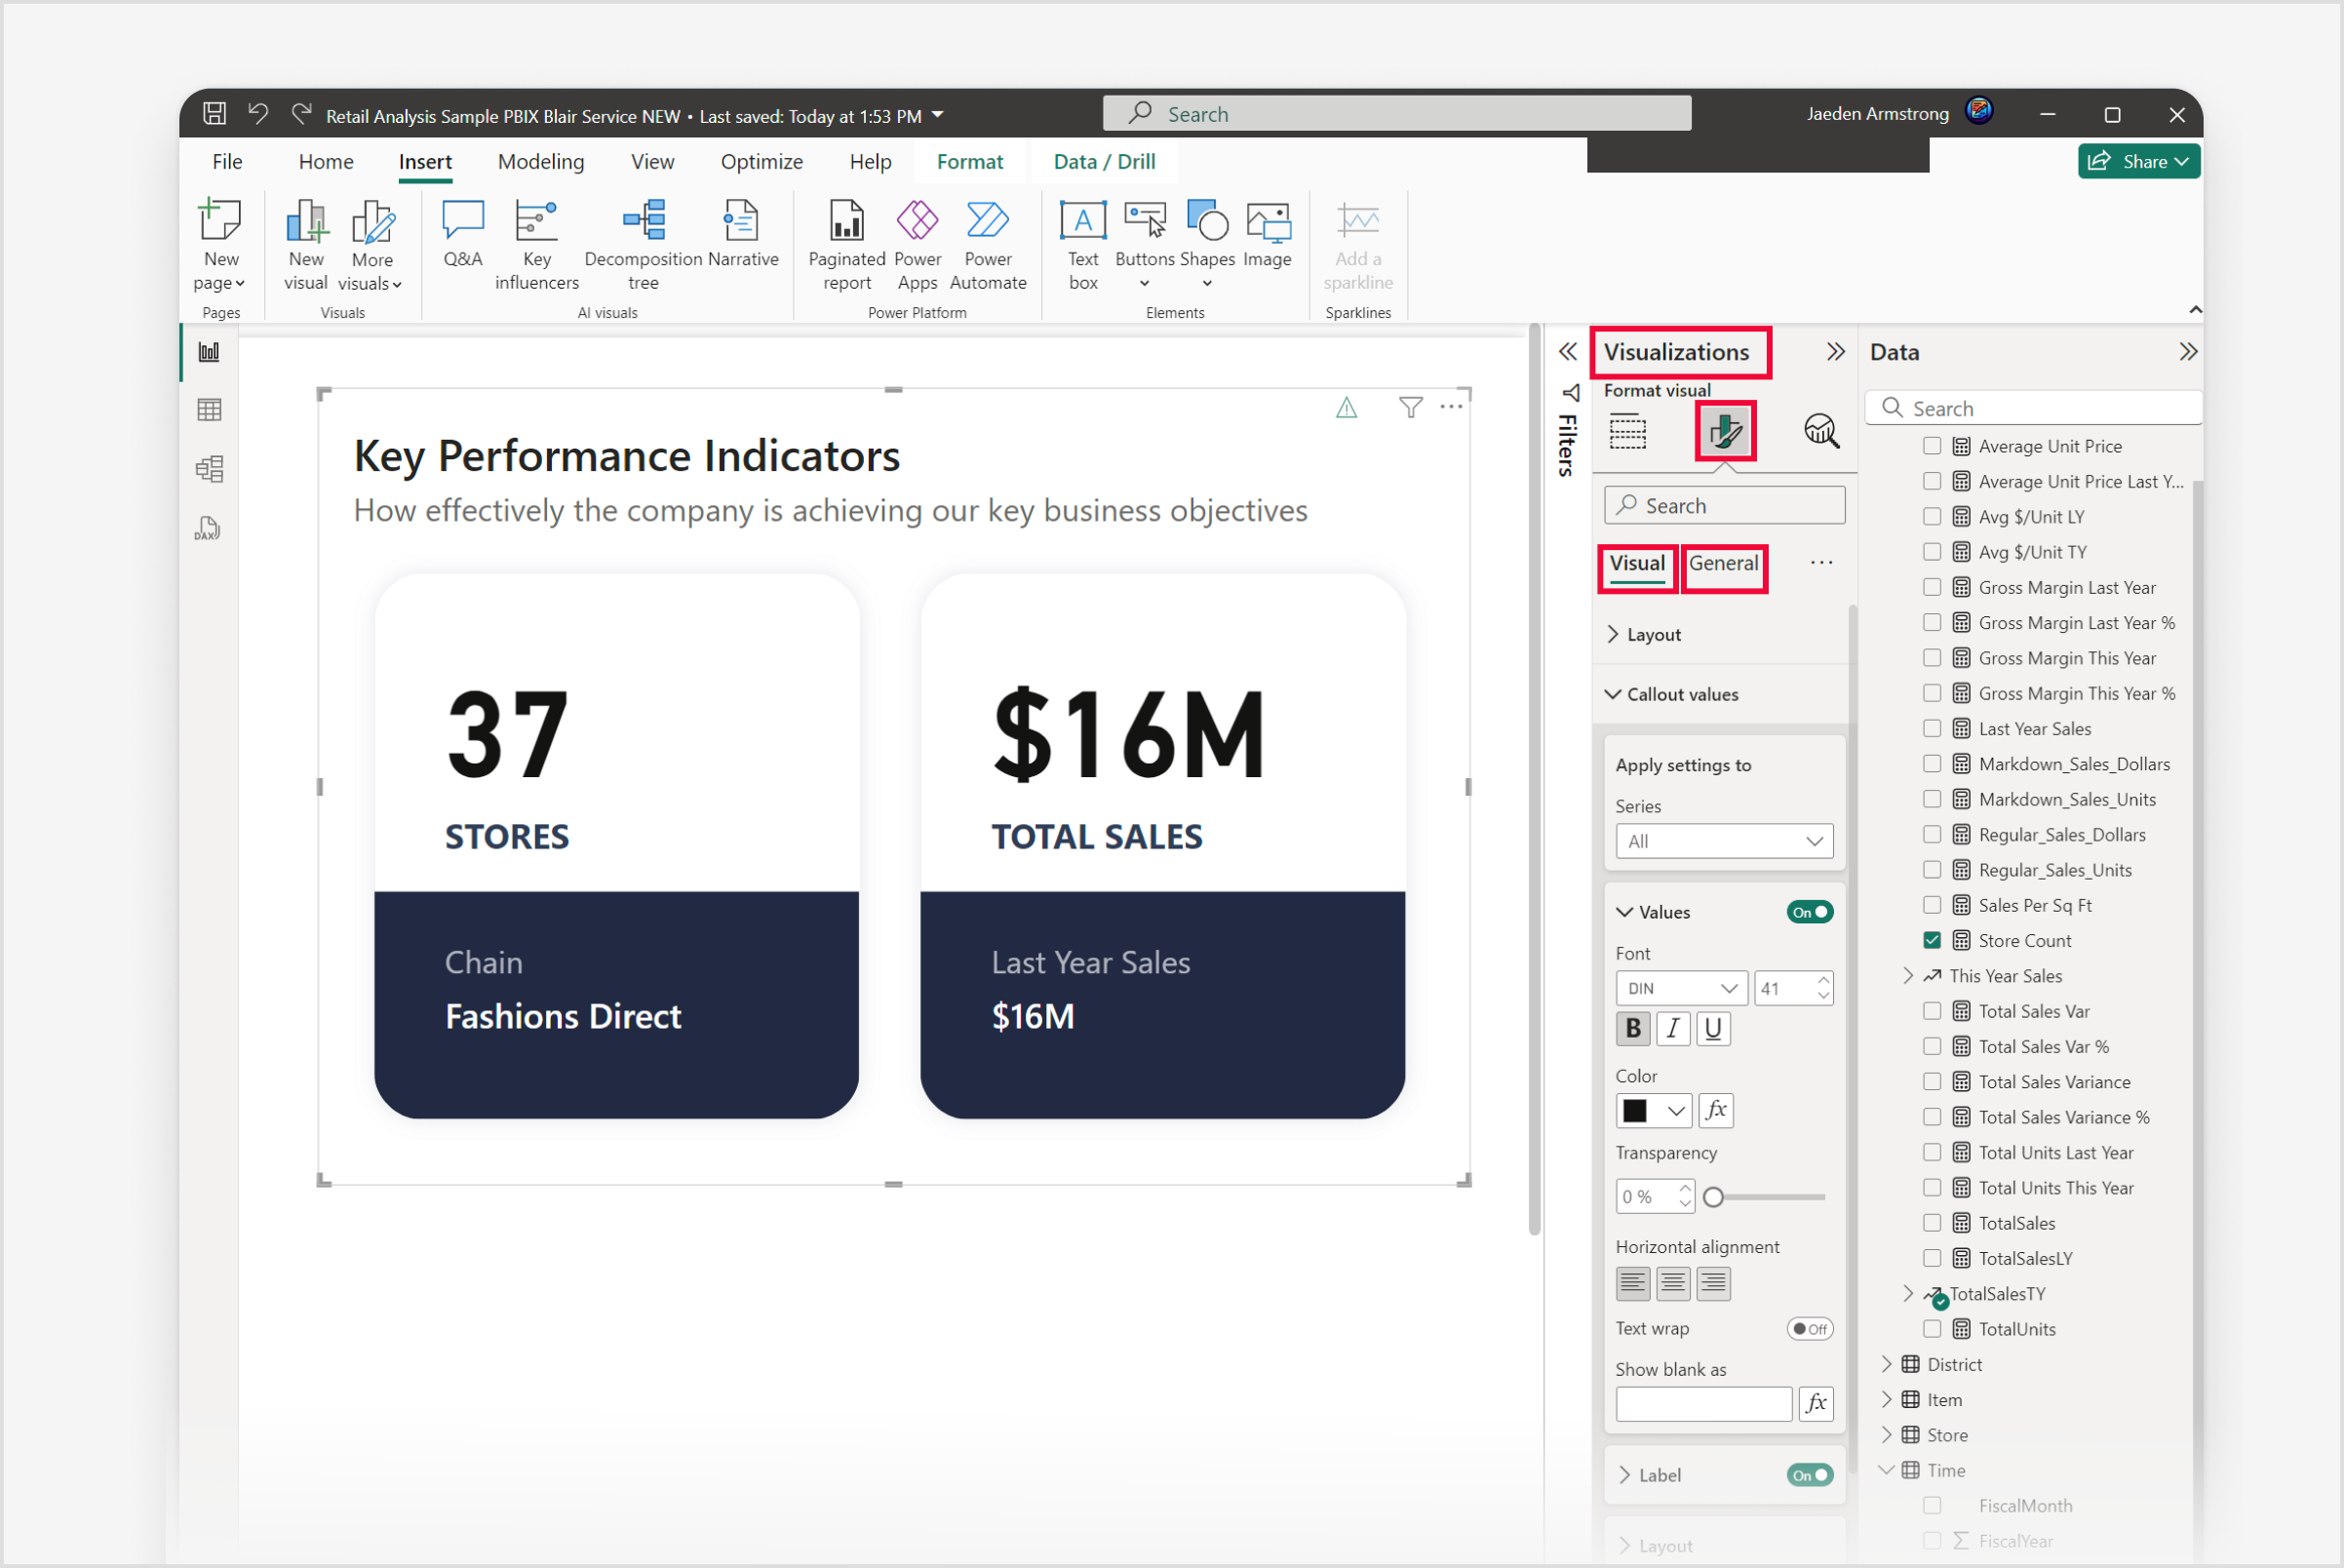 Retail Analysis Sample PBIX Blair Service NEW • Last saved: Today at 1:53 PM
Search
Jaeden Armstrong
File Home Insert Modeling View Optimize Help Format Data / Drill
Share
New page
New visual
More visuals
Q&A
Key influencers
Decomposition tree
Narrative
Paginated report
Power Apps
Power Automate
Text box
Buttons
Shapes
Image
Add a sparkline
Pages
Visuals
AI visuals
Power Platform
Elements
Sparklines
DAX
Key Performance Indicators
How effectively the company is achieving our key business objectives
37
STORES
Chain
Fashions Direct
$16M
TOTAL SALES
Last Year Sales
$16M
Filters
Visualizations
Format visual
Search
Visual General
Layout
Callout values
Apply settings to
Series
All
Values On
Font
DIN 41
B I U
Color
fx
Transparency
0 %
Horizontal alignment
Text wrap Off
Show blank as
fx
Label On
Layout
Data
Search
Average Unit Price
Average Unit Price Last Y...
Avg $/Unit LY
Avg $/Unit TY
Gross Margin Last Year
Gross Margin Last Year %
Gross Margin This Year
Gross Margin This Year %
Last Year Sales
Markdown_Sales_Dollars
Markdown_Sales_Units
Regular_Sales_Dollars
Regular_Sales_Units
Sales Per Sq Ft
Store Count
This Year Sales
Total Sales Var
Total Sales Var %
Total Sales Variance
Total Sales Variance %
Total Units Last Year
Total Units This Year
TotalSales
TotalSalesLY
TotalSalesTY
TotalUnits
District
Item
Store
Time
FiscalMonth
FiscalYear